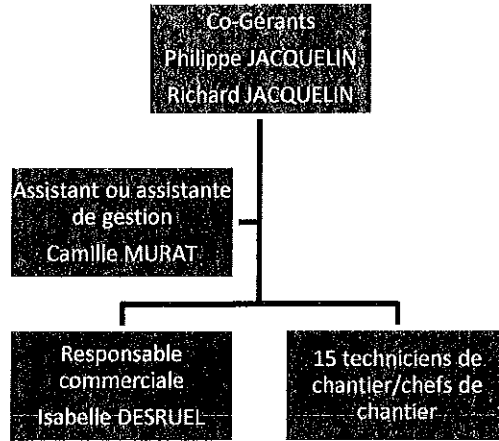 Co-Gérants
Philippe JACQUELIN
Richard JACQUELIN
Assistant ou assistante
de gestion
Camille MURAT
Responsable
commerciale
Isabelle DESRUEL
15 techniciens de
chantier/chefs de
chantier